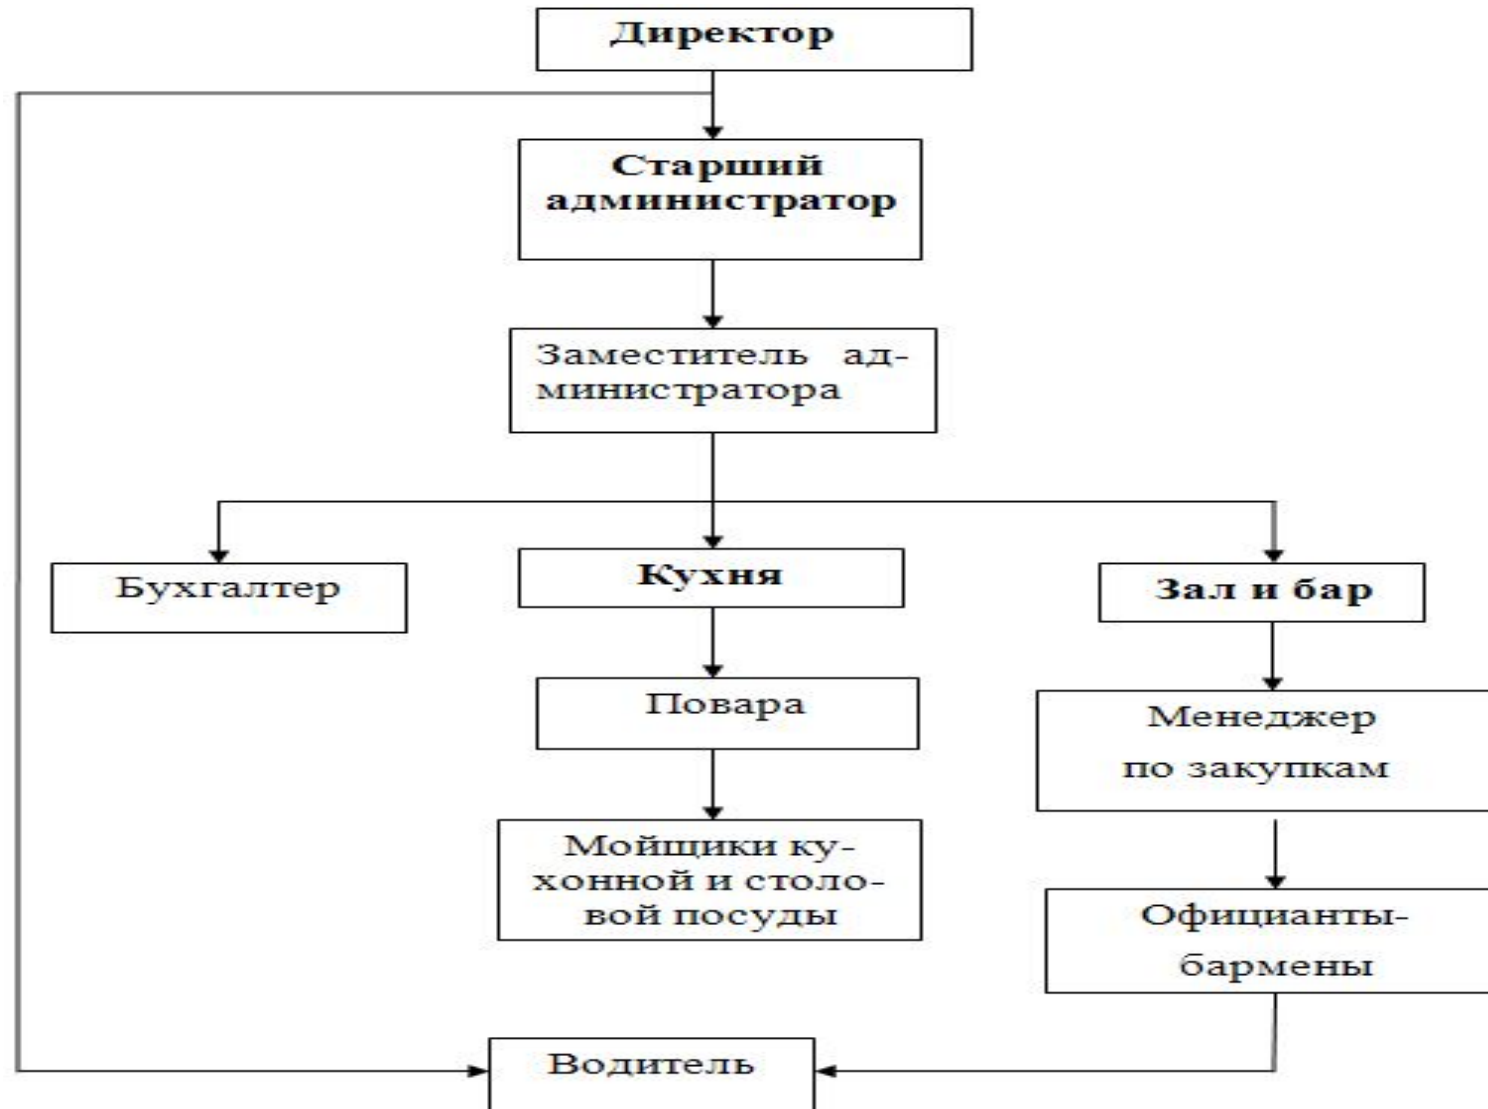 Директор
Старший
администратор
Заместитель ад-
министратора
Бухгалтер
Кухня
Зал и бар
Повара
Менеджер
по закупкам
Мойщики ку-
хонной и столо-
вой посуды
Официанты-
бармены
Водитель